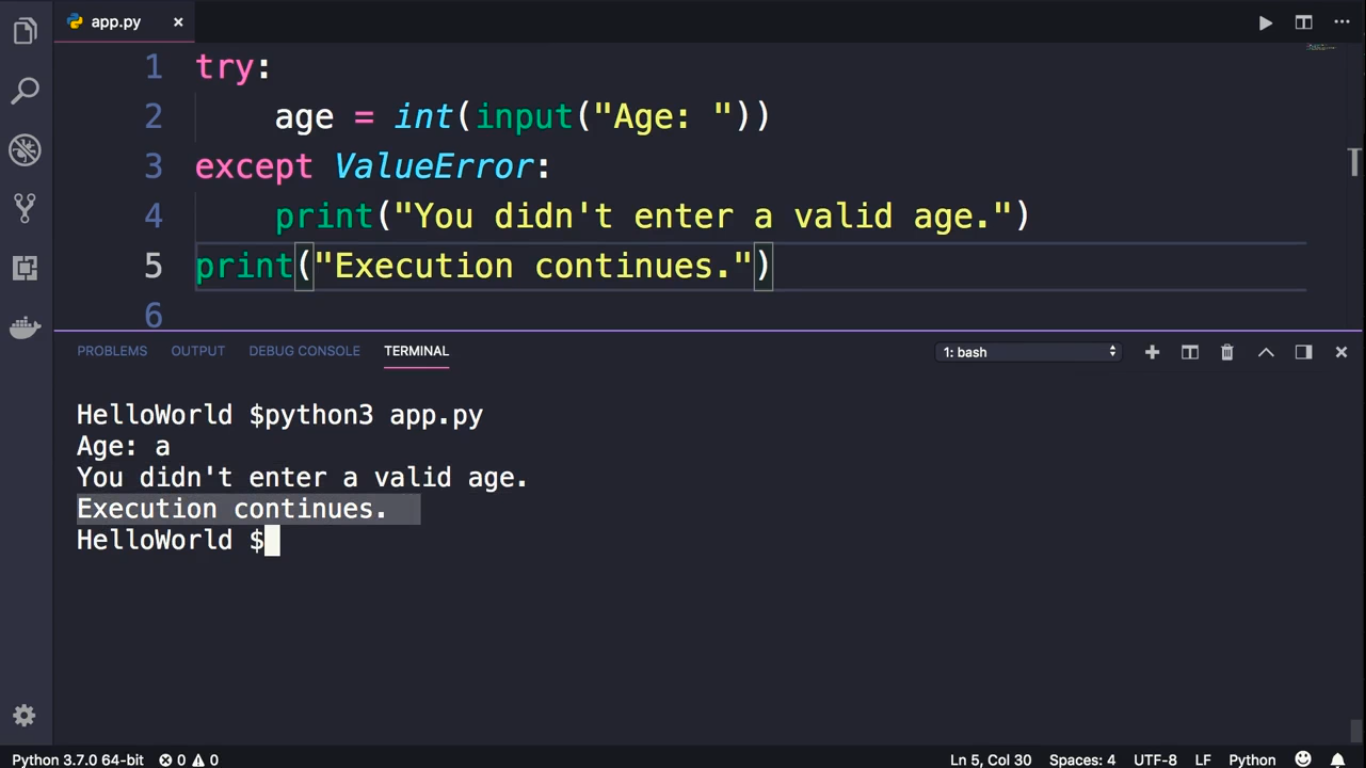 app.py
1 try:
2     age = int(input("Age: "))
3 except ValueError:
4     print("You didn't enter a valid age.")
5 print("Execution continues.")
6
PROBLEMS OUTPUT DEBUG CONSOLE TERMINAL 1: bash
HelloWorld $python3 app.py
Age: a
You didn't enter a valid age.
Execution continues.
HelloWorld $
Python 3.7.0 64-bit 0 0 Ln 5, Col 30 Spaces: 4 UTF-8 LF Python